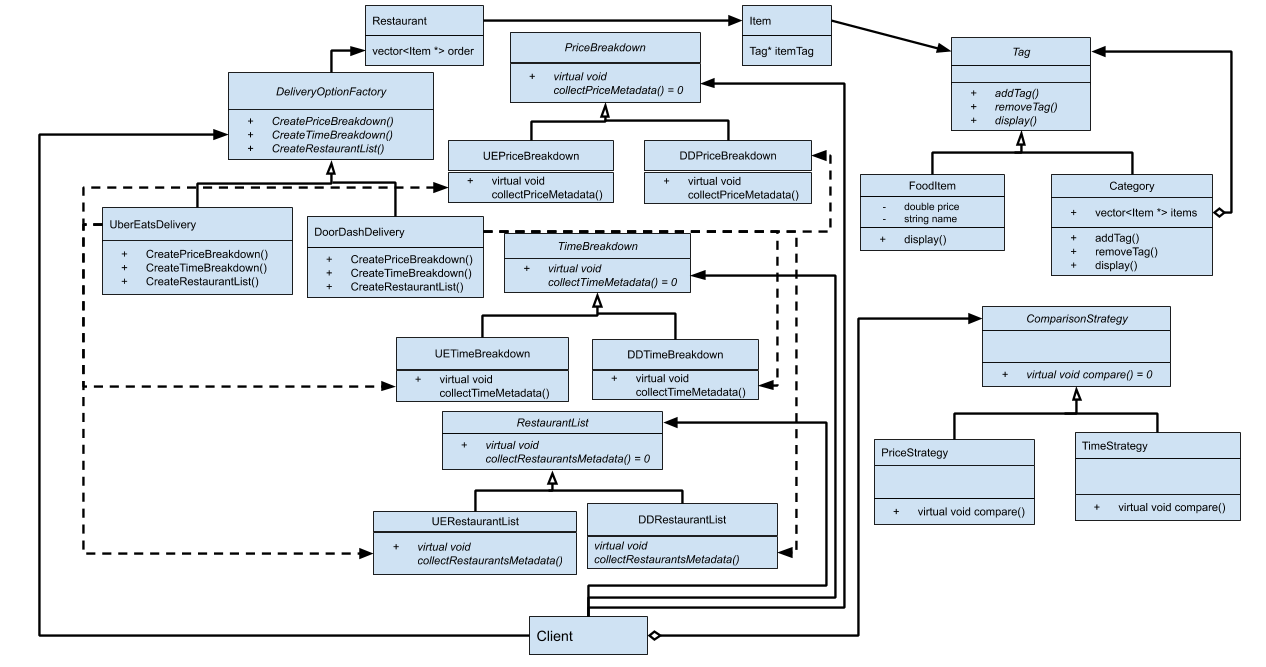 Restaurant
vector<Item *> order
Item
Tag* itemTag
PriceBreakdown
+ virtual void
collectPriceMetadata() = 0
Tag
+ addTag()
+ removeTag()
+ display()
DeliveryOptionFactory
+ CreatePriceBreakdown()
+ CreateTimeBreakdown()
+ CreateRestaurantList()
UEPriceBreakdown
+ virtual void
collectPriceMetadata()
DDPriceBreakdown
+ virtual void
collectPriceMetadata()
FoodItem
- double price
- string name
+ display()
Category
+ vector<Item *> items
+ addTag()
+ removeTag()
+ display()
UberEatsDelivery
+ CreatePriceBreakdown()
+ CreateTimeBreakdown()
+ CreateRestaurantList()
DoorDashDelivery
+ CreatePriceBreakdown()
+ CreateTimeBreakdown()
+ CreateRestaurantList()
TimeBreakdown
+ virtual void
collectTimeMetadata() = 0
UETimeBreakdown
+ virtual void
collectTimeMetadata()
DDTimeBreakdown
+ virtual void
collectTimeMetadata()
ComparisonStrategy
+ virtual void compare() = 0
RestaurantList
+ virtual void
collectRestaurantsMetadata() = 0
PriceStrategy
+ virtual void compare()
TimeStrategy
+ virtual void compare()
UERestaurantList
+ virtual void
collectRestaurantsMetadata()
DDRestaurantList
virtual void
collectRestaurantsMetadata()
Client